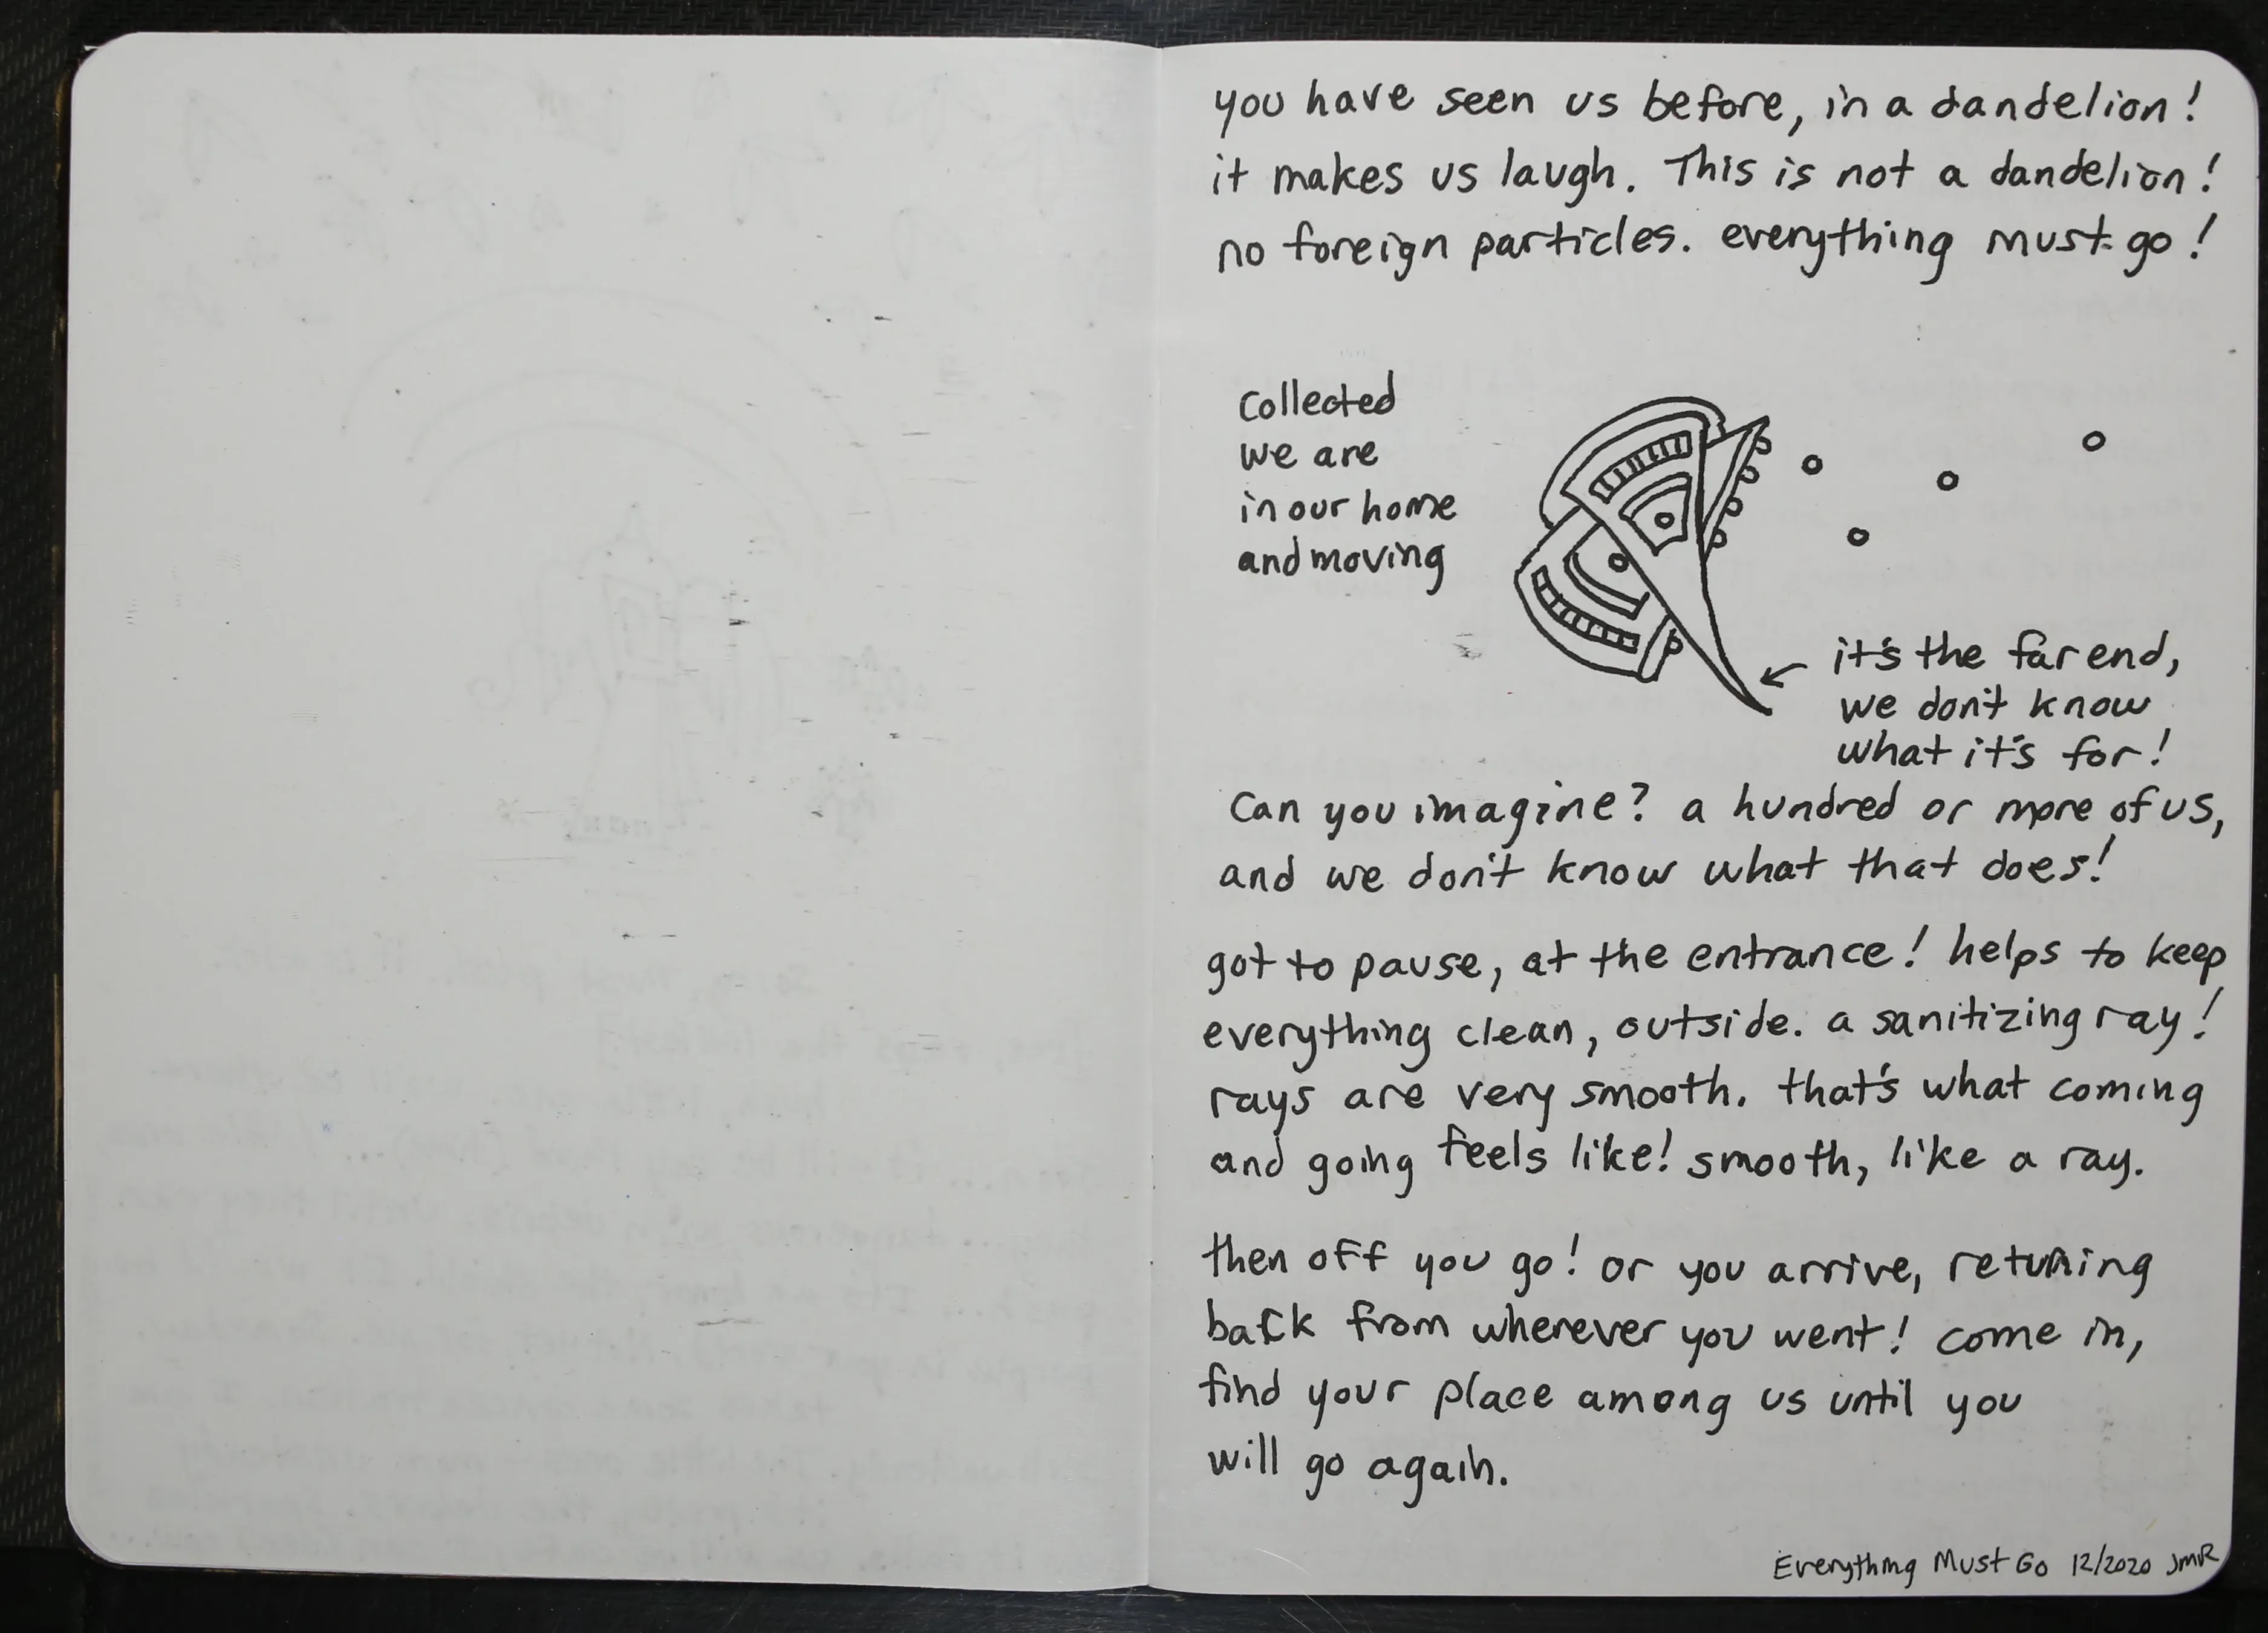 you have seen us before, in a dandelion!
it makes us laugh. This is not a dandelion!
no foreign particles. everything must go!
collected
we are
in our home
and moving
it's the far end,
we don't know
what it's for!
Can you imagine? a hundred or more of us,
and we don't know what that does!
got to pause, at the entrance! helps to keep
everything clean, outside. a sanitizing ray!
rays are very smooth. that's what coming
and going feels like! smooth, like a ray.
then off you go! or you arrive, returning
back from wherever you went! come in,
find your place among us until you
will go again.
Everything Must Go 12/2020 JMR